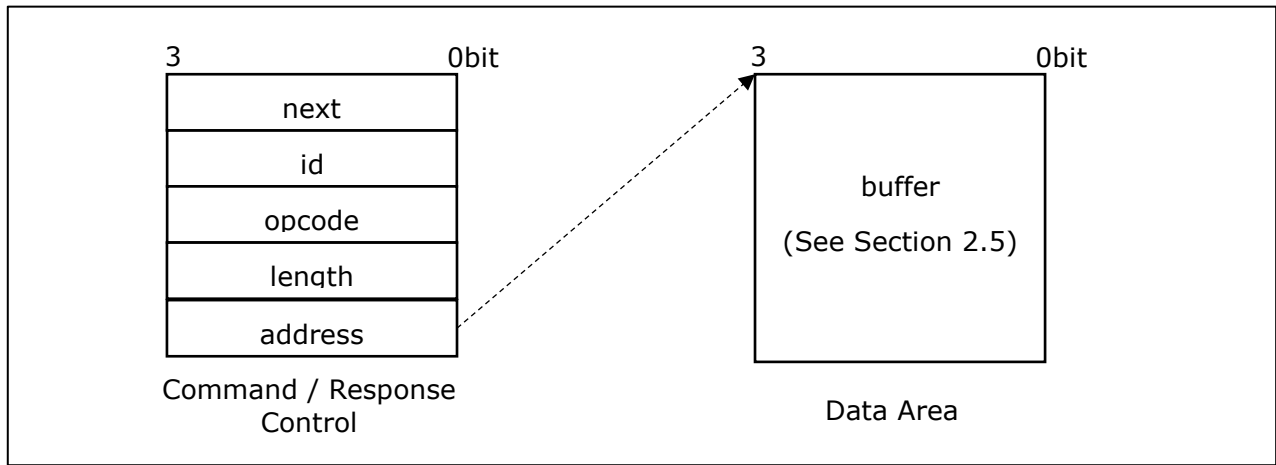 3 0bit
next
id
opcode
length
address
Command / Response
Control
3 0bit
buffer
(See Section 2.5)
Data Area